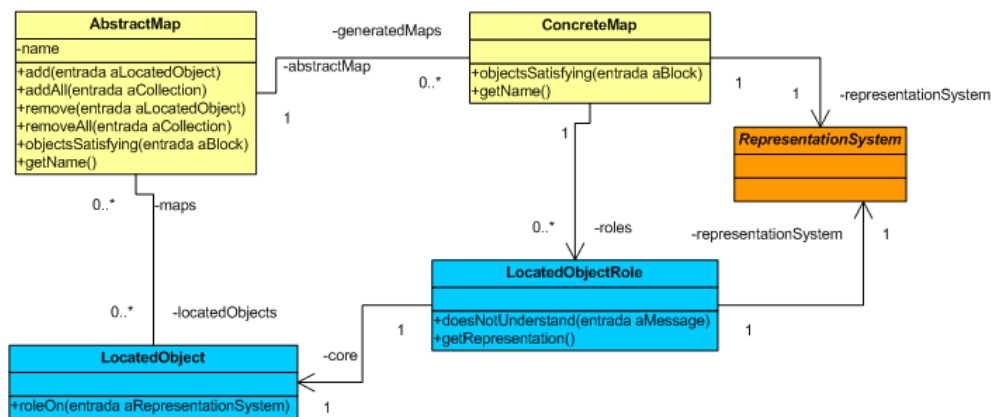 AbstractMap
-name
+add(entrada aLocatedObject)
+addAll(entrada aCollection)
+remove(entrada aLocatedObject)
+removeAll(entrada aCollection)
+objectsSatisfying(entrada aBlock)
+getName()
-generatedMaps
-abstractMap
0..*
1
ConcreteMap
+objectsSatisfying(entrada aBlock)
+getName()
1
1
-representationSystem
1
RepresentationSystem
0..*
-maps
0..*
-roles
-representationSystem
1
LocatedObjectRole
+doesNotUnderstand(entrada aMessage)
+getRepresentation()
0..*
-locatedObjects
1
1
-core
LocatedObject
+roleOn(entrada aRepresentationSystem)
1